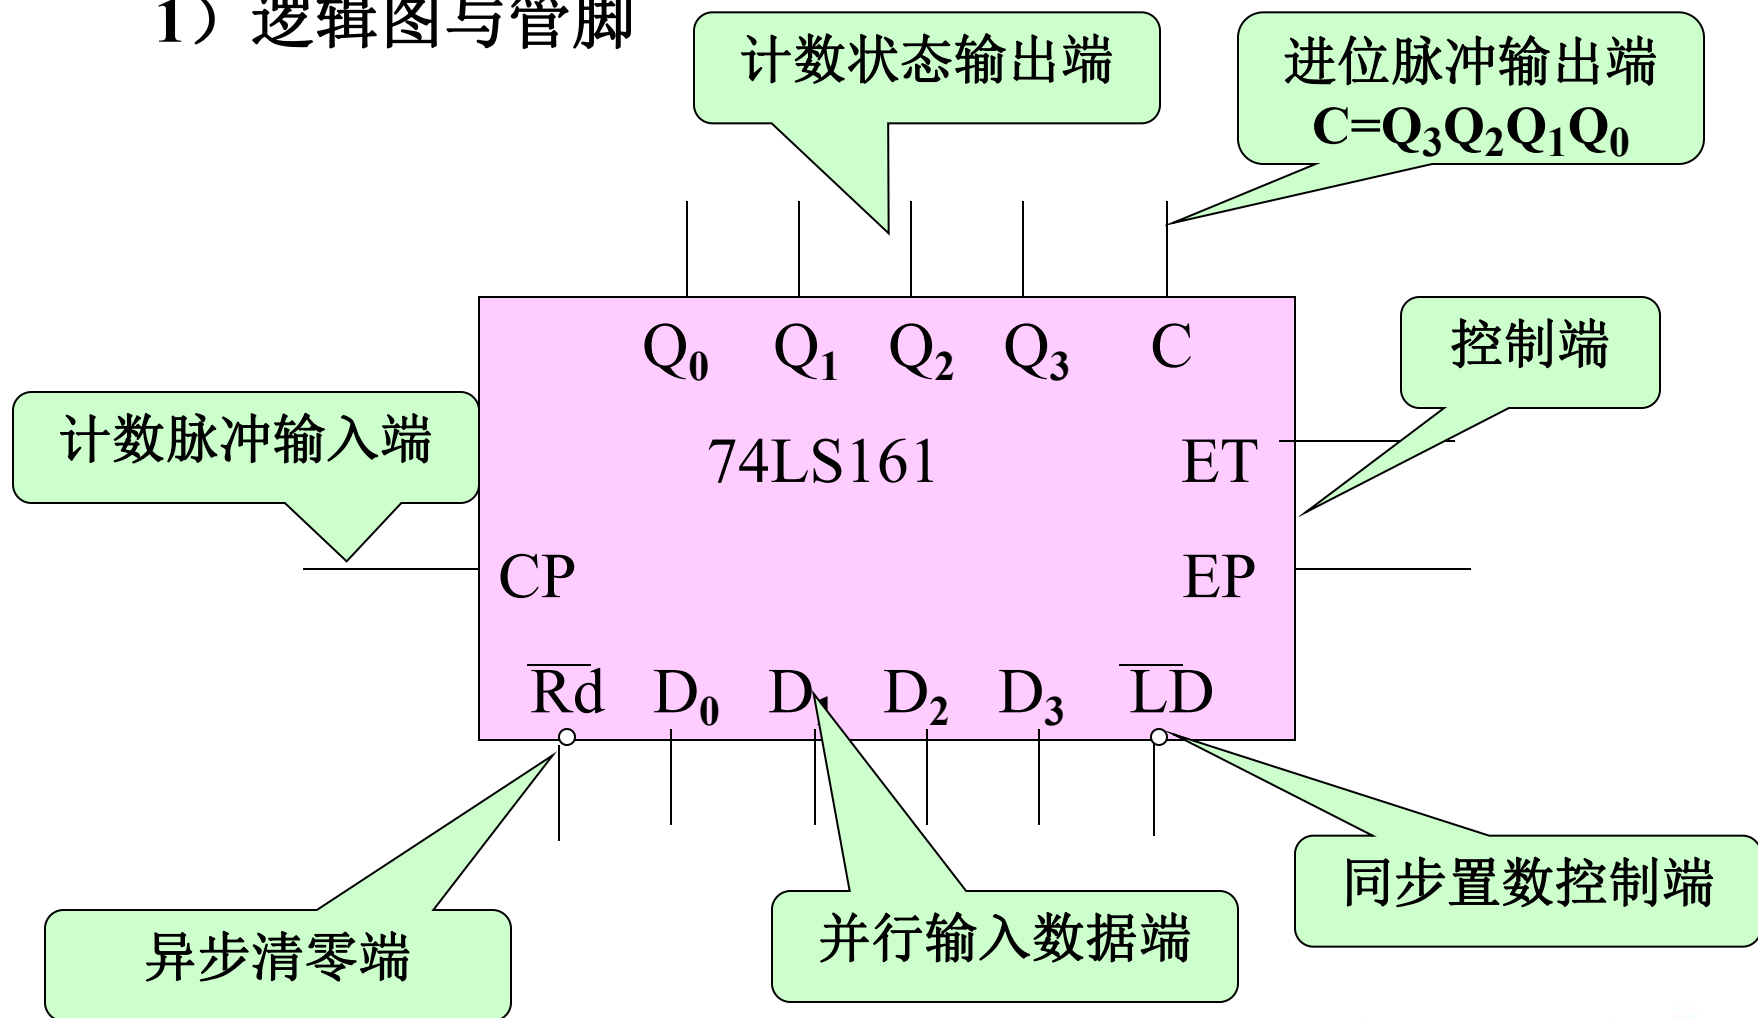 1）逻辑图与管脚
计数状态输出端
进位脉冲输出端
C=Q₃Q₂Q₁Q₀
Q₀ Q₁ Q₂ Q₃ C
控制端
计数脉冲输入端
74LS161
ET
CP
EP
R̅d D₀ D₁ D₂ D₃ L̅D
同步置数控制端
并行输入数据端
异步清零端